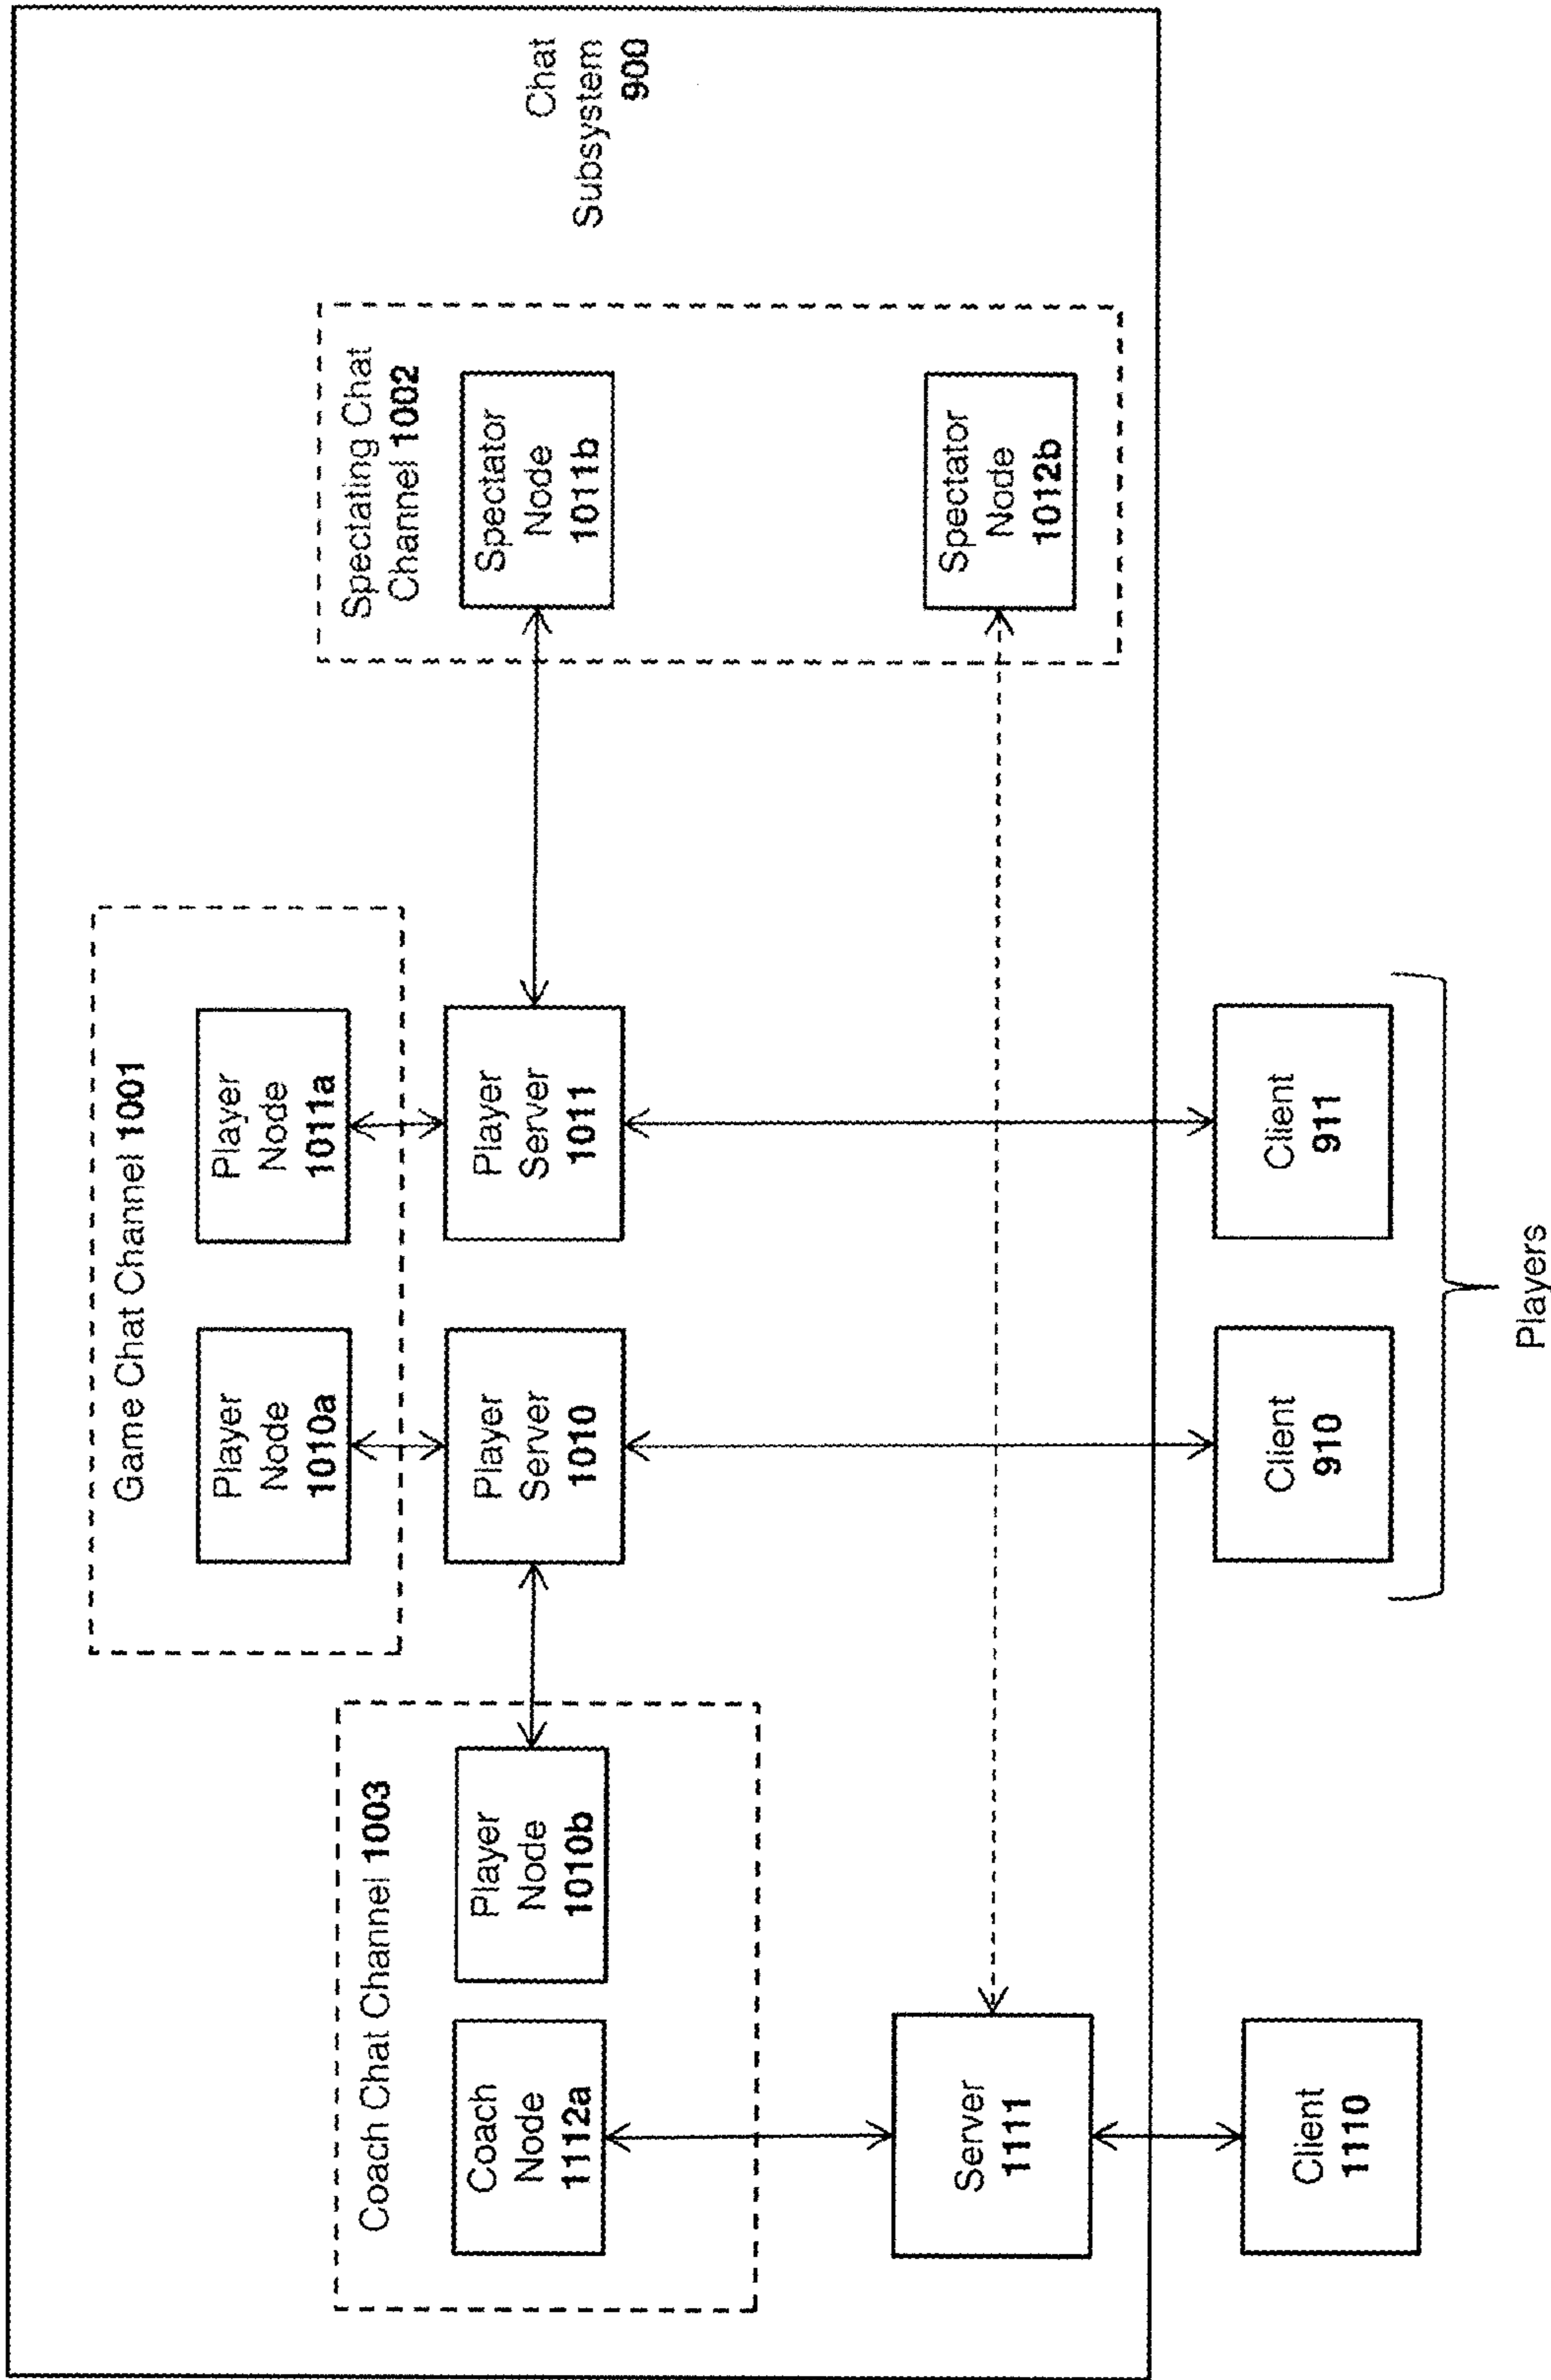 Chat
Subsystem
900
Game Chat Channel 1001
Player
Node
1010a
Player
Node
1011a
Spectating Chat
Channel 1002
Spectator
Node
1011b
Spectator
Node
1012b
Coach Chat Channel 1003
Coach
Node
1112a
Player
Node
1010b
Player
Server
1010
Player
Server
1011
Server
1111
Client
1110
Client
910
Client
911
Players